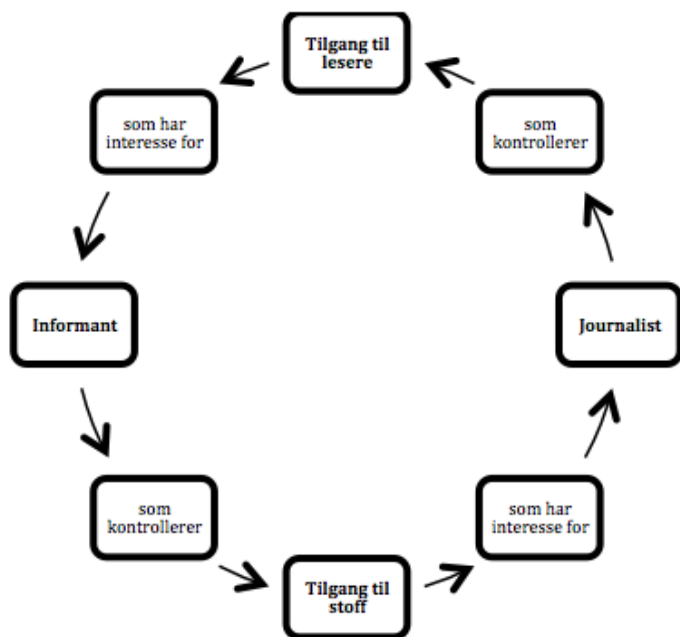 Tilgang til
lesere
som har
interesse for
som
kontrollerer
Informant
Journalist
som
kontrollerer
som har
interesse for
Tilgang til
stoff